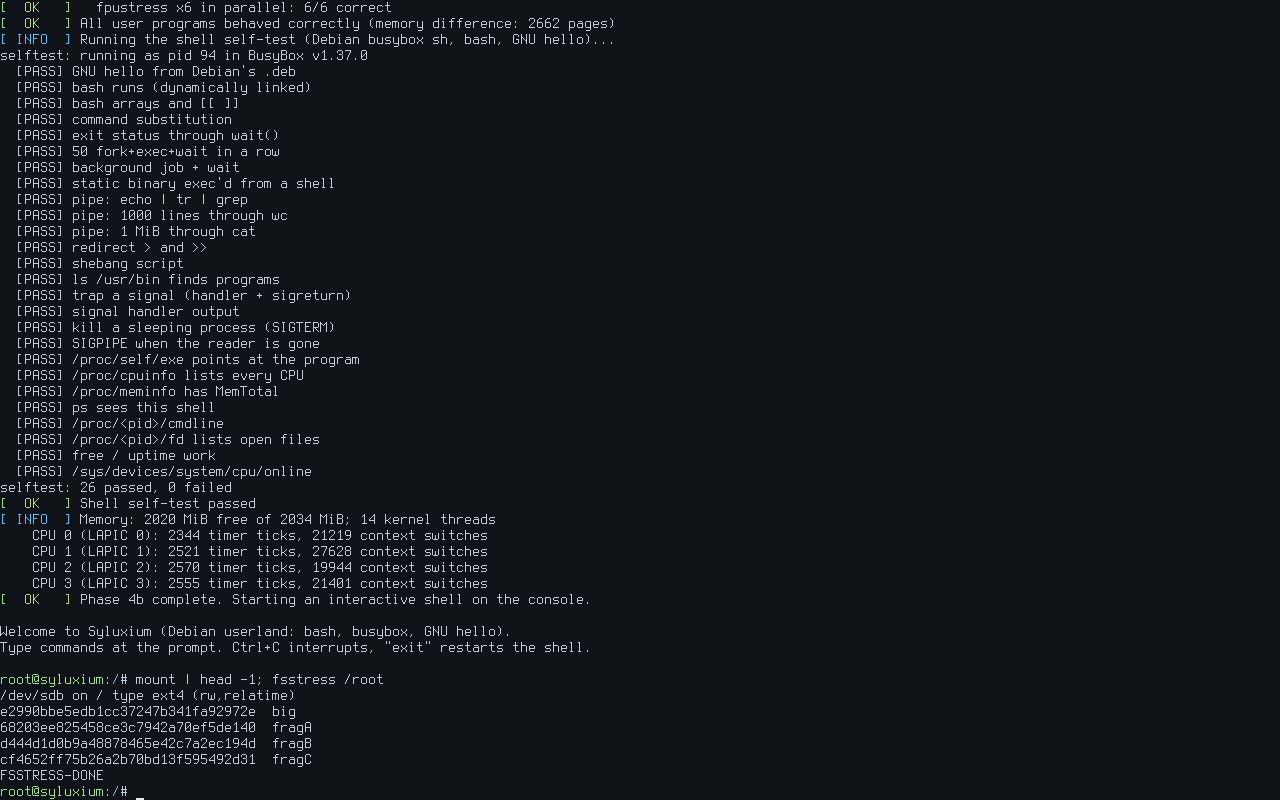 [  OK   ]   fpustress x6 in parallel: 6/6 correct
[  OK   ] All user programs behaved correctly (memory difference: 2662 pages)
[ INFO  ] Running the shell self-test (Debian busybox sh, bash, GNU hello)...
selftest: running as pid 94 in BusyBox v1.37.0
  [PASS] GNU hello from Debian's .deb
  [PASS] bash runs (dynamically linked)
  [PASS] bash arrays and [[ ]]
  [PASS] command substitution
  [PASS] exit status through wait()
  [PASS] 50 fork+exec+wait in a row
  [PASS] background job + wait
  [PASS] static binary exec'd from a shell
  [PASS] pipe: echo | tr | grep
  [PASS] pipe: 1000 lines through wc
  [PASS] pipe: 1 MiB through cat
  [PASS] redirect > and >>
  [PASS] shebang script
  [PASS] ls /usr/bin finds programs
  [PASS] trap a signal (handler + sigreturn)
  [PASS] signal handler output
  [PASS] kill a sleeping process (SIGTERM)
  [PASS] SIGPIPE when the reader is gone
  [PASS] /proc/self/exe points at the program
  [PASS] /proc/cpuinfo lists every CPU
  [PASS] /proc/meminfo has MemTotal
  [PASS] ps sees this shell
  [PASS] /proc/<pid>/cmdline
  [PASS] /proc/<pid>/fd lists open files
  [PASS] free / uptime work
  [PASS] /sys/devices/system/cpu/online
selftest: 26 passed, 0 failed
[  OK   ] Shell self-test passed
[ INFO  ] Memory: 2020 MiB free of 2034 MiB; 14 kernel threads
    CPU 0 (LAPIC 0): 2344 timer ticks, 21219 context switches
    CPU 1 (LAPIC 1): 2521 timer ticks, 27628 context switches
    CPU 2 (LAPIC 2): 2570 timer ticks, 19944 context switches
    CPU 3 (LAPIC 3): 2555 timer ticks, 21401 context switches
[  OK   ] Phase 4b complete. Starting an interactive shell on the console.

Welcome to Syluxium (Debian userland: bash, busybox, GNU hello).
Type commands at the prompt. Ctrl+C interrupts, "exit" restarts the shell.

root@syluxium:/# mount | head -1; fsstress /root
/dev/sdb on / type ext4 (rw,relatime)
e2990bbe5edb1cc37247b341fa92972e  big
68203ee825458ce3c7942a70ef5de140  fragA
d444d1d0b9a48878465e42c7a2ec194d  fragB
cf4652ff75b26a2b70bd13f595492d31  fragC
FSSTRESS-DONE
root@syluxium:/#